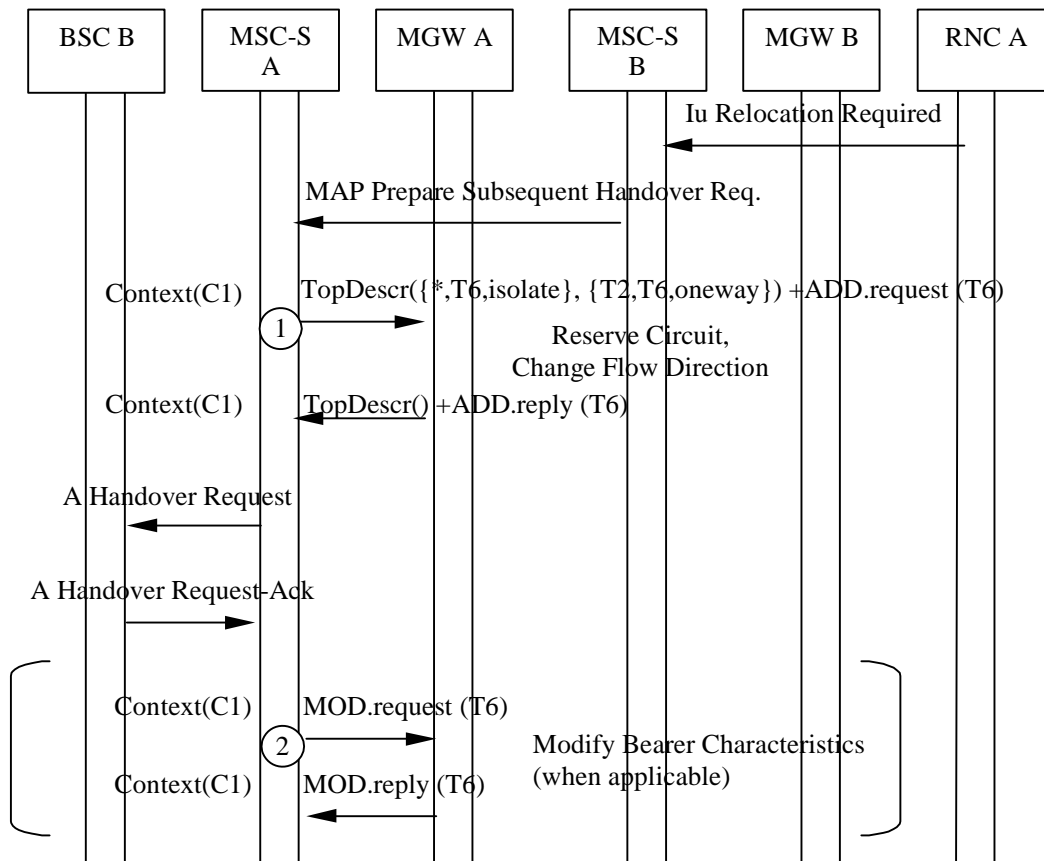 BSC B
MSC-S
A
MGW A
MSC-S
B
MGW B
RNC A
Iu Relocation Required
MAP Prepare Subsequent Handover Req.
Context(C1)
TopDescr({*,T6,isolate}, {T2,T6,oneway}) +ADD.request (T6)
1
Reserve Circuit,
Change Flow Direction
Context(C1)
TopDescr() +ADD.reply (T6)
A Handover Request
A Handover Request-Ack
Context(C1)
MOD.request (T6)
2
Modify Bearer Characteristics
(when applicable)
Context(C1)
MOD.reply (T6)